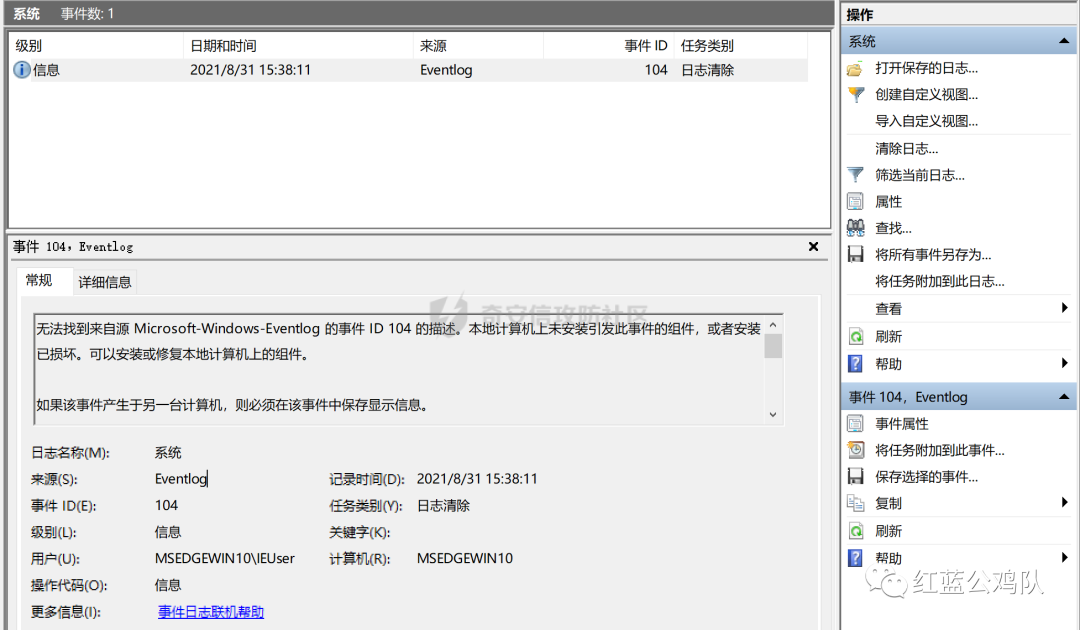 系统 事件数: 1
级别 日期和时间 来源 事件 ID 任务类别
信息 2021/8/31 15:38:11 Eventlog 104 日志清除
事件 104，Eventlog
常规 详细信息
奇安信攻防社区
无法找到来自源 Microsoft-Windows-Eventlog 的事件 ID 104 的描述。本地计算机上未安装引发此事件的组件，或者安装
已损坏。可以安装或修复本地计算机上的组件。
如果该事件产生于另一台计算机，则必须在该事件中保存显示信息。
日志名称(M): 系统
来源(S): Eventlog 记录时间(D): 2021/8/31 15:38:11
事件 ID(E): 104 任务类别(Y): 日志清除
级别(L): 信息 关键字(K):
用户(U): MSEDGEWIN10\IEUser 计算机(R): MSEDGEWIN10
操作代码(O): 信息
更多信息(I): 事件日志联机帮助
操作
系统
打开保存的日志...
创建自定义视图...
导入自定义视图...
清除日志...
筛选当前日志...
属性
查找...
将所有事件另存为...
将任务附加到此日志...
查看
刷新
帮助
事件 104，Eventlog
事件属性
将任务附加到此事件...
保存选择的事件...
复制
刷新
帮助
红蓝公鸡队